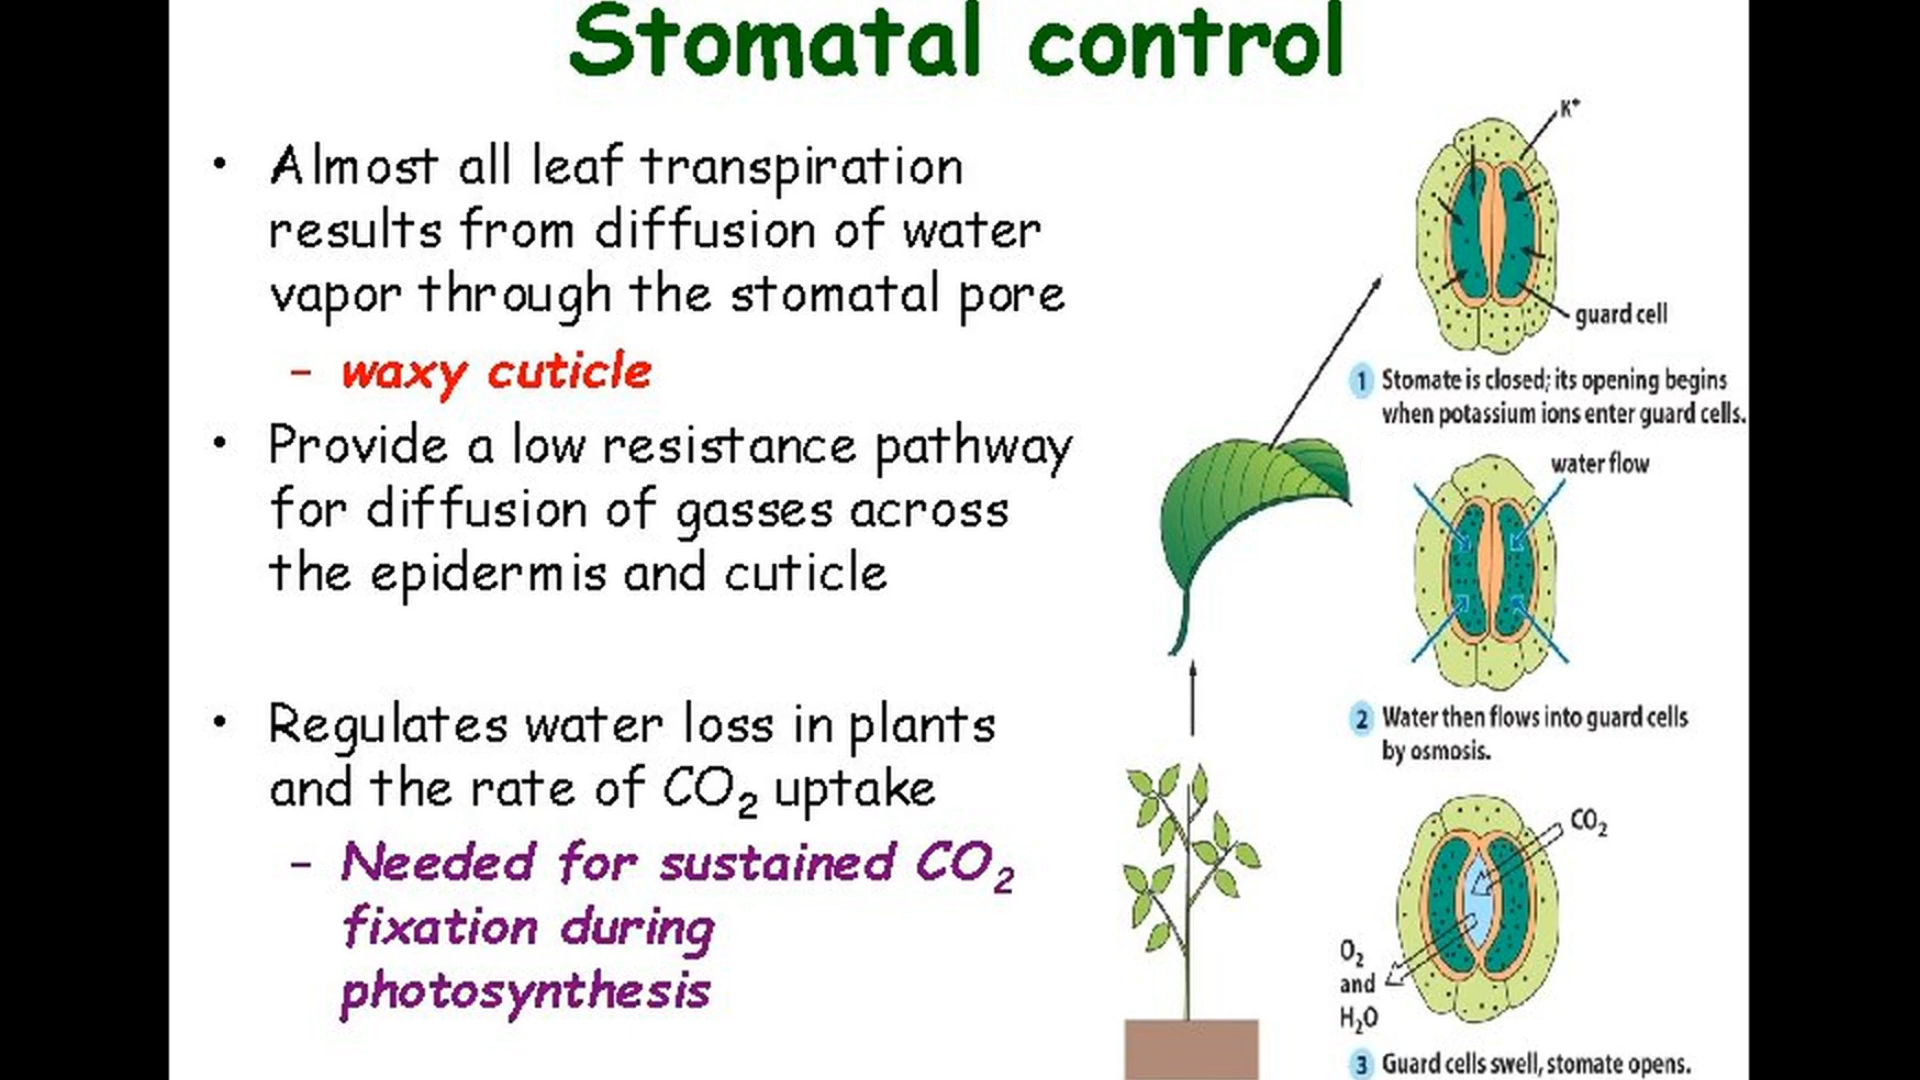 Stomatal control
• Almost all leaf transpiration
results from diffusion of water
vapor through the stomatal pore
– waxy cuticle
• Provide a low resistance pathway
for diffusion of gasses across
the epidermis and cuticle
• Regulates water loss in plants
and the rate of CO₂ uptake
– Needed for sustained CO₂
fixation during
photosynthesis
K⁺
guard cell
1 Stomate is closed; its opening begins
when potassium ions enter guard cells.
water flow
2 Water then flows into guard cells
by osmosis.
CO₂
O₂
and
H₂O
3 Guard cells swell, stomate opens.